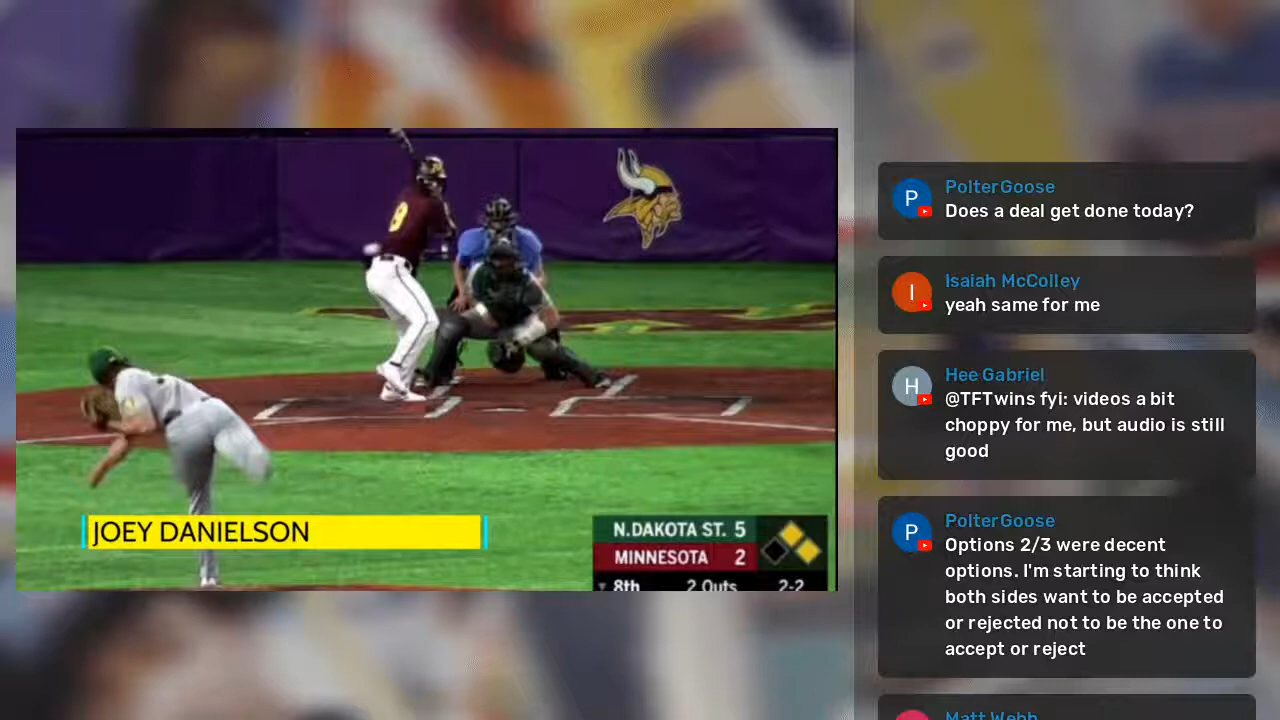 8
JOEY DANIELSON
N.DAKOTA ST. 5
MINNESOTA 2
8th 2 Outs 2-2
P
PolterGoose
Does a deal get done today?
I
Isaiah McColley
yeah same for me
H
Hee Gabriel
@TFTwins fyi: videos a bit
choppy for me, but audio is still
good
P
PolterGoose
Options 2/3 were decent
options. I'm starting to think
both sides want to be accepted
or rejected not to be the one to
accept or reject
Matt Webb